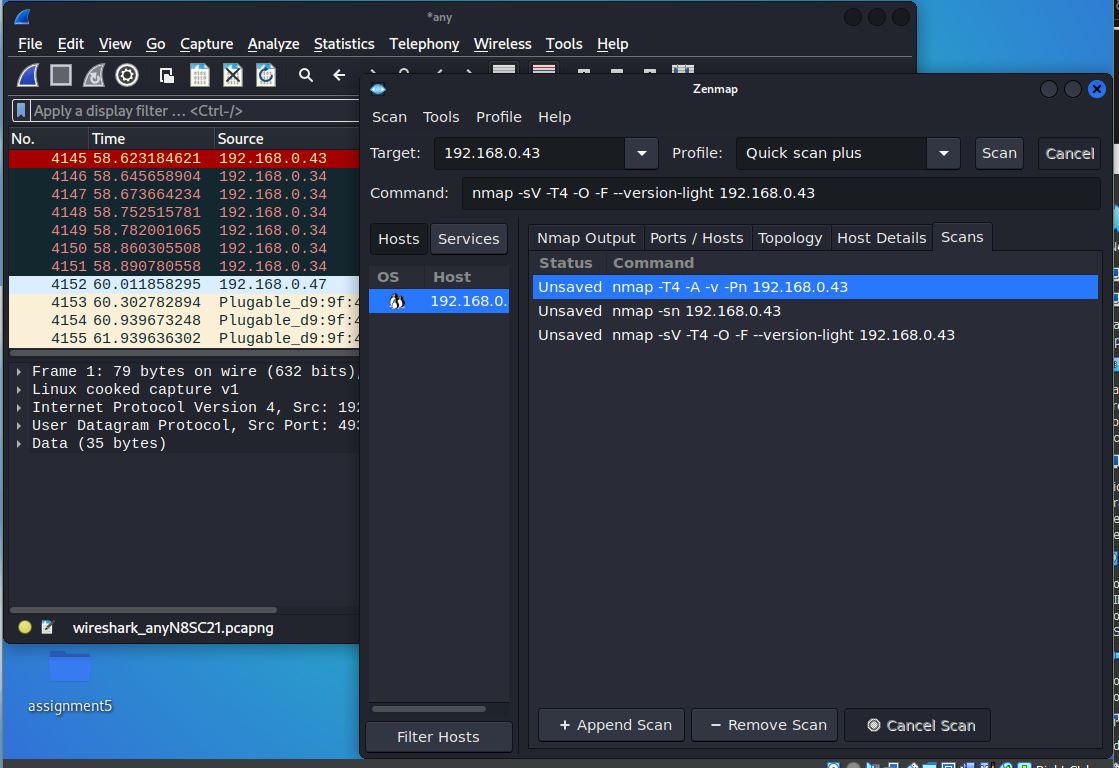 *any
File Edit View Go Capture Analyze Statistics Telephony Wireless Tools Help
Apply a display filter … <Ctrl-/>
No. Time Source
4145 58.623184621 192.168.0.43
4146 58.645658904 192.168.0.34
4147 58.673664234 192.168.0.34
4148 58.752515781 192.168.0.34
4149 58.782001065 192.168.0.34
4150 58.860305508 192.168.0.34
4151 58.890780558 192.168.0.34
4152 60.011858295 192.168.0.47
4153 60.302782894 Plugable_d9:9f:4
4154 60.939673248 Plugable_d9:9f:4
4155 61.939636302 Plugable_d9:9f:4
Frame 1: 79 bytes on wire (632 bits),
Linux cooked capture v1
Internet Protocol Version 4, Src: 192
User Datagram Protocol, Src Port: 493
Data (35 bytes)
wireshark_anyN8SC21.pcapng
assignment5
Zenmap
Scan Tools Profile Help
Target: 192.168.0.43 Profile: Quick scan plus Scan Cancel
Command: nmap -sV -T4 -O -F --version-light 192.168.0.43
Hosts Services
OS Host
192.168.0.
Filter Hosts
Nmap Output Ports / Hosts Topology Host Details Scans
Status Command
Unsaved nmap -T4 -A -v -Pn 192.168.0.43
Unsaved nmap -sn 192.168.0.43
Unsaved nmap -sV -T4 -O -F --version-light 192.168.0.43
+ Append Scan − Remove Scan Cancel Scan